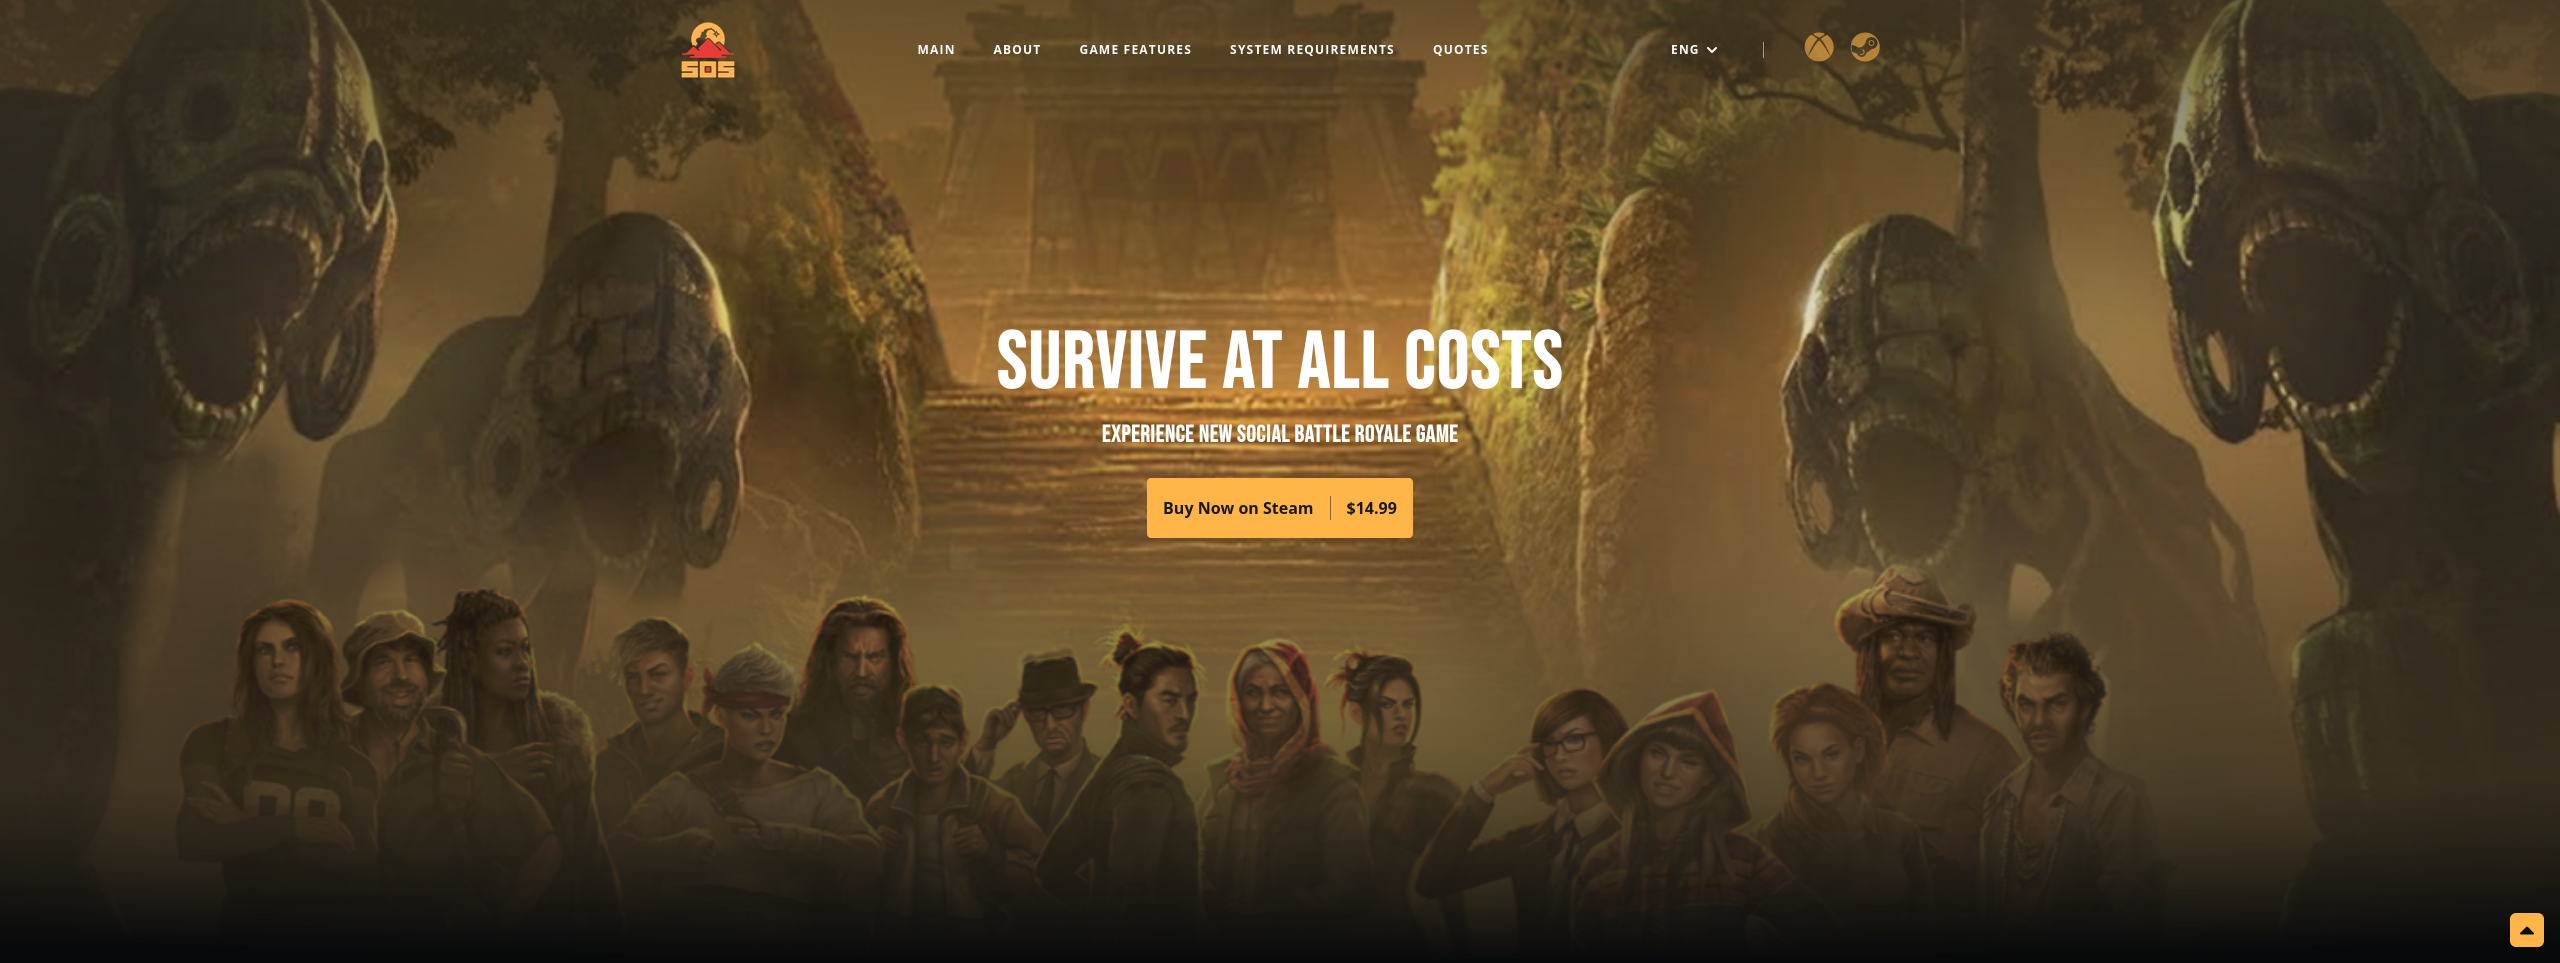 SOS
MAIN
ABOUT
GAME FEATURES
SYSTEM REQUIREMENTS
QUOTES
ENG
SURVIVE AT ALL COSTS
EXPERIENCE NEW SOCIAL BATTLE ROYALE GAME
Buy Now on Steam
$14.99